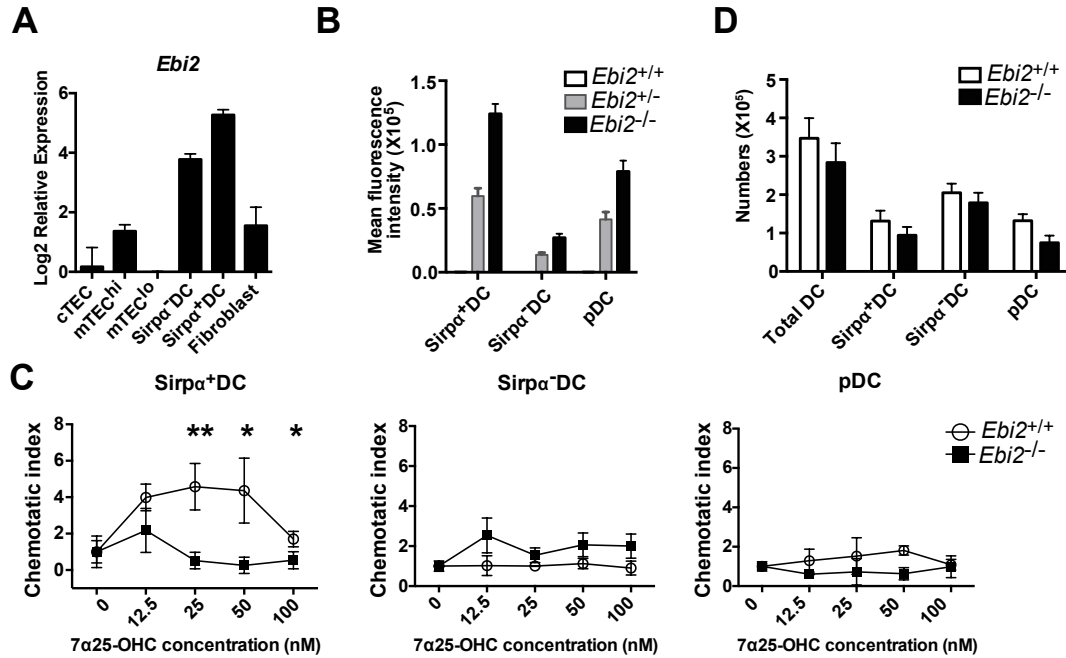 A
Ebi2
Log2 Relative Expression
6
4
2
0
cTEC
mTEChi
mTEClo
Sirpα-DC
Sirpα+DC
Fibroblast
B
Ebi2+/+
Ebi2+/-
Ebi2-/-
Mean fluorescence
intensity (X10⁵)
1.5
1.0
0.5
0.0
Sirpα+DC
Sirpα-DC
pDC
D
Ebi2+/+
Ebi2-/-
Numbers (X10⁵)
5
4
3
2
1
0
Total DC
Sirpα+DC
Sirpα-DC
pDC
C
Sirpα+DC
** * *
Chemotatic index
8
6
4
2
0
0 12.5 25 50 100
7α25-OHC concentration (nM)
Sirpα-DC
Chemotatic index
8
6
4
2
0
0 12.5 25 50 100
7α25-OHC concentration (nM)
pDC
Ebi2+/+
Ebi2-/-
Chemotatic index
8
6
4
2
0
0 12.5 25 50 100
7α25-OHC concentration (nM)